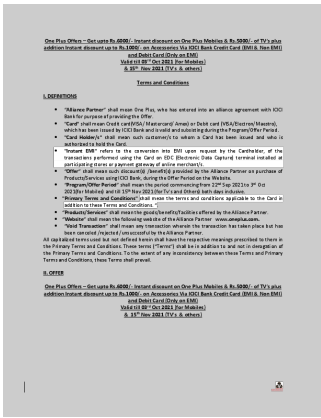 One Plus Offers – Get upto Rs.6000/- Instant discount on One Plus Mobiles & Rs.5000/- of TV's plus
addition Instant discount up to Rs.1000/- on Accessories Via ICICI Bank Credit Card (EMI & Non EMI)
and Debit Card (Only on EMI)
Valid till 03rd Oct 2021 (for Mobiles)
& 15th Nov 2021 (TV's & others)
Terms and Conditions
I. DEFINITIONS
• "Alliance Partner" shall mean One Plus, who has entered into an alliance agreement with ICICI
Bank for purpose of providing the Offer.
• "Card" shall mean Credit card (VISA/ Mastercard/ Amex) or Debit card (VISA/Electron/Maestro),
which has been issued by ICICI Bank and is valid and subsisting during the Program/Offer Period.
• "Card Holder/s" shall mean such customer/s to whom a Card has been issued and who is
authorized to hold the Card.
• "Instant EMI" refers to the conversion into EMI upon request by the Cardholder, of the
transactions performed using the Card on EDC (Electronic Data Capture) terminal installed at
participating stores or payment gateway of online merchant/s.
• "Offer" shall mean such discount(s) /benefit(s) provided by the Alliance Partner on purchase of
Products/Services using ICICI Bank, during the Offer Period on the Website.
• "Program/Offer Period" shall mean the period commencing from 22nd Sep 2021 to 3rd Oct
2021(for Mobiles) and till 15th Nov 2021 (for TV's and Others) both days inclusive.
• "Primary Terms and Conditions" shall mean the terms and conditions applicable to the Card in
addition to these Terms and Conditions. "
• "Products/Services" shall mean the goods/benefits/facilities offered by the Alliance Partner.
• "Website" shall mean the following website of the Alliance Partner www.oneplus.com.
• "Void Transaction" shall mean any transaction wherein the transaction has taken place but has
been canceled /rejected / unsuccessful by the Alliance Partner.
All capitalized terms used but not defined herein shall have the respective meanings prescribed to them in
the Primary Terms and Conditions. These terms ("Terms") shall be in addition to and not in derogation of
the Primary Terms and Conditions. To the extent of any inconsistency between these Terms and Primary
Terms and Conditions, these Terms shall prevail.
II. OFFER
One Plus Offers – Get upto Rs.6000/- Instant discount on One Plus Mobiles & Rs.5000/- of TV's plus
addition Instant discount up to Rs.1000/- on Accessories Via ICICI Bank Credit Card (EMI & Non EMI)
and Debit Card (Only on EMI)
Valid till 03rd Oct 2021 (for Mobiles)
& 15th Nov 2021 (TV's & others)